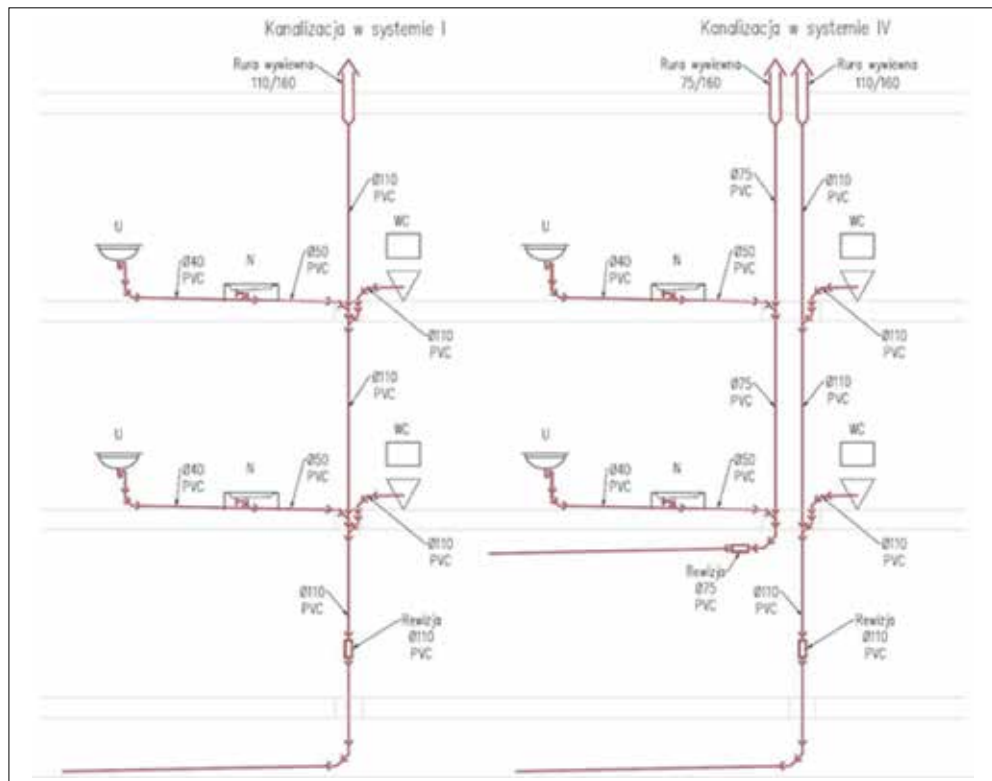 Kanalizacja w systemie I
Rura wywiewna
110/160
Ø110
PVC
U
Ø40
PVC
N
Ø50
PVC
WC
Ø110
PVC
Ø110
PVC
U
Ø40
PVC
N
Ø50
PVC
WC
Ø110
PVC
Ø110
PVC
Rewizja
Ø110
PVC
Kanalizacja w systemie IV
Rura wywiewna
75/160
Rura wywiewna
110/160
Ø75
PVC
Ø110
PVC
U
Ø40
PVC
N
Ø50
PVC
WC
Ø110
PVC
Ø75
PVC
Ø110
PVC
U
Ø40
PVC
N
Ø50
PVC
WC
Ø110
PVC
Rewizja
Ø75
PVC
Ø110
PVC
Rewizja
Ø110
PVC